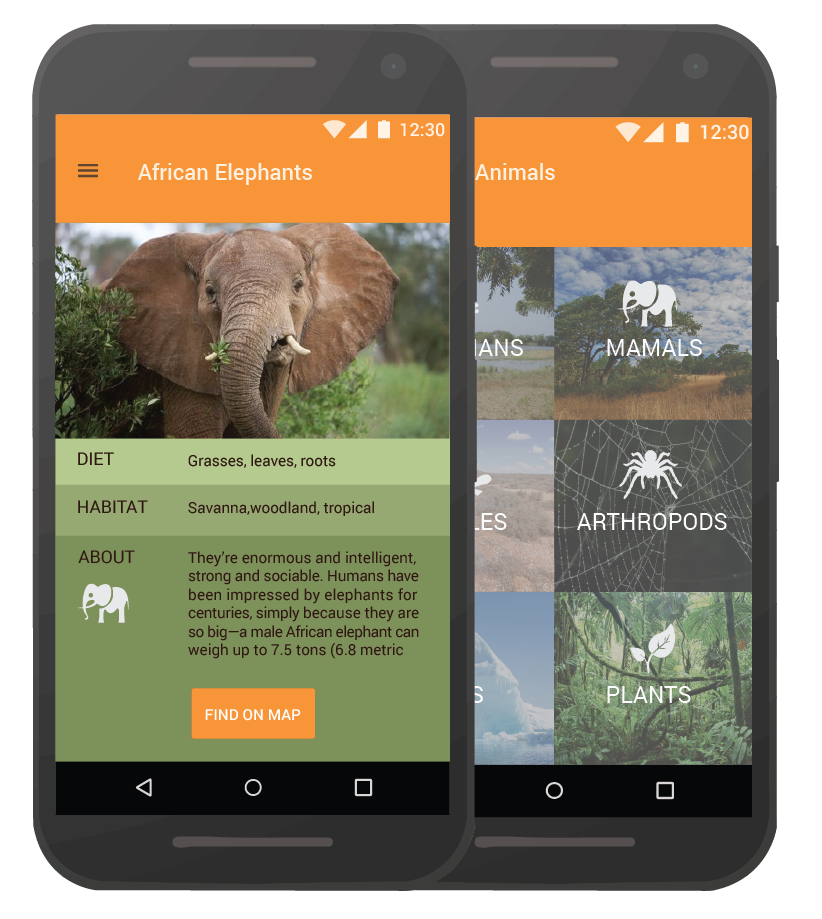 12:30
African Elephants
DIET
Grasses, leaves, roots
HABITAT
Savanna,woodland, tropical
ABOUT
They're enormous and intelligent,
strong and sociable. Humans have
been impressed by elephants for
centuries, simply because they are
so big—a male African elephant can
weigh up to 7.5 tons (6.8 metric
FIND ON MAP
12:30
Animals
IANS
MAMALS
LES
ARTHROPODS
S
PLANTS